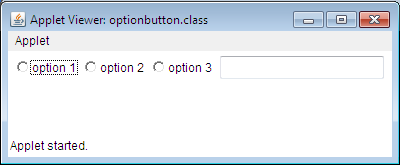 Applet Viewer: optionbutton.class
Applet
option 1 option 2 option 3
Applet started.